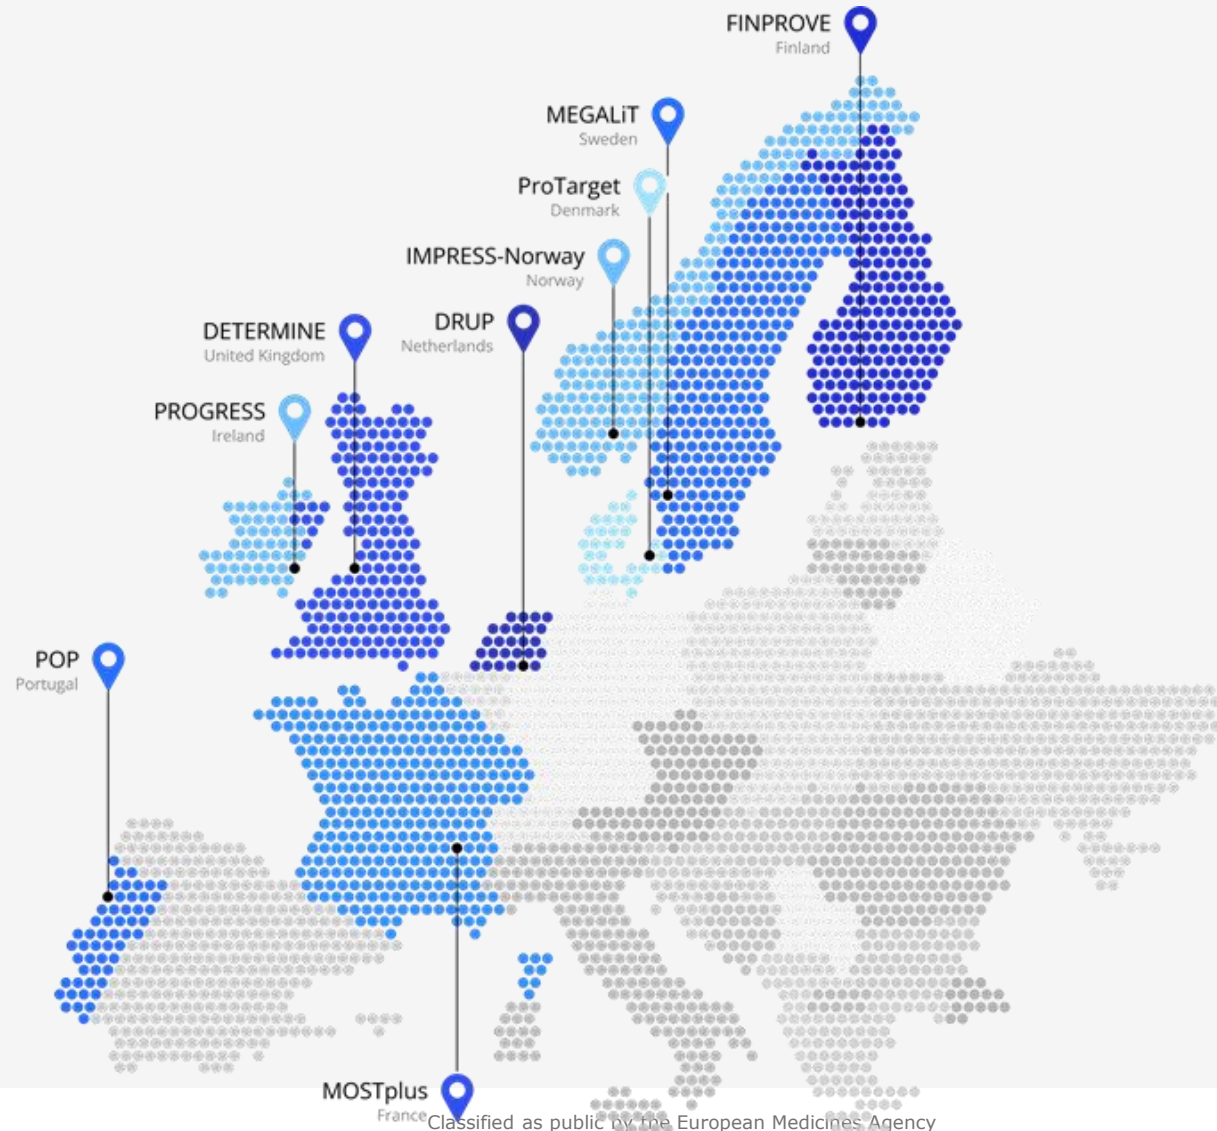 FINPROVE
Finland
MEGALiT
Sweden
ProTarget
Denmark
IMPRESS-Norway
Norway
DRUP
Netherlands
DETERMINE
United Kingdom
PROGRESS
Ireland
POP
Portugal
MOSTplus
France
Classified as public by the European Medicines Agency